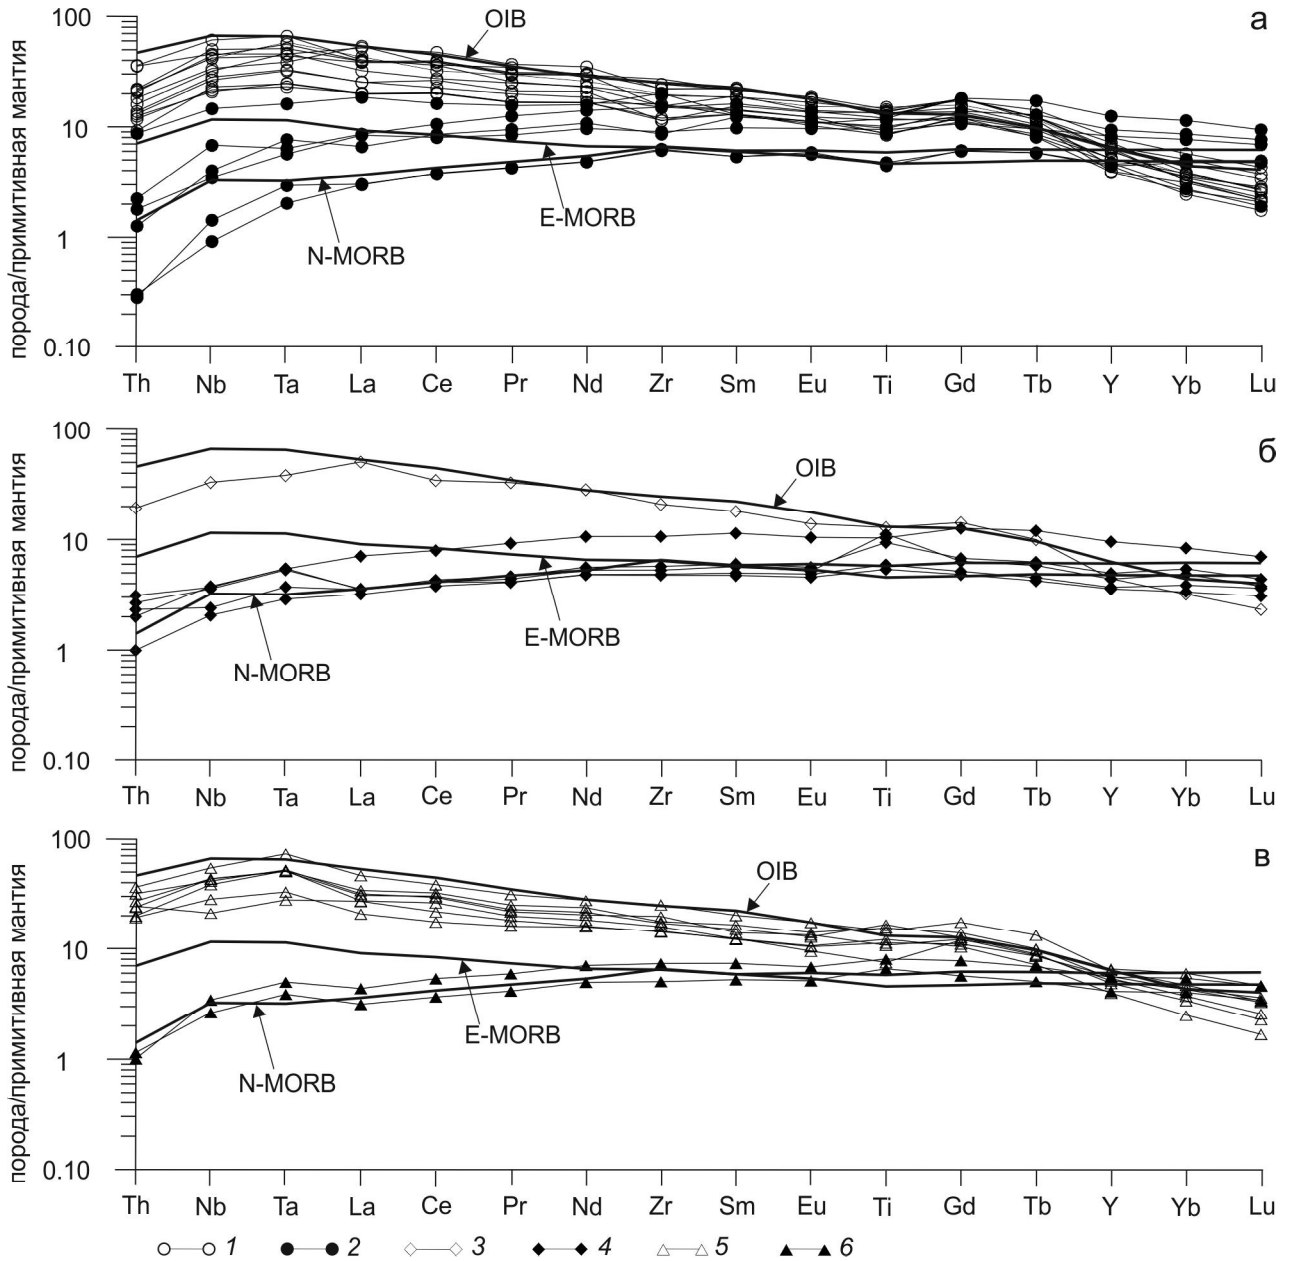 а
порода/примитивная мантия
100
10
1
0.10
OIB
E-MORB
N-MORB
Th Nb Ta La Ce Pr Nd Zr Sm Eu Ti Gd Tb Y Yb Lu
б
порода/примитивная мантия
100
10
1
0.10
OIB
E-MORB
N-MORB
Th Nb Ta La Ce Pr Nd Zr Sm Eu Ti Gd Tb Y Yb Lu
в
порода/примитивная мантия
100
10
1
0.10
OIB
E-MORB
N-MORB
Th Nb Ta La Ce Pr Nd Zr Sm Eu Ti Gd Tb Y Yb Lu
1 2 3 4 5 6